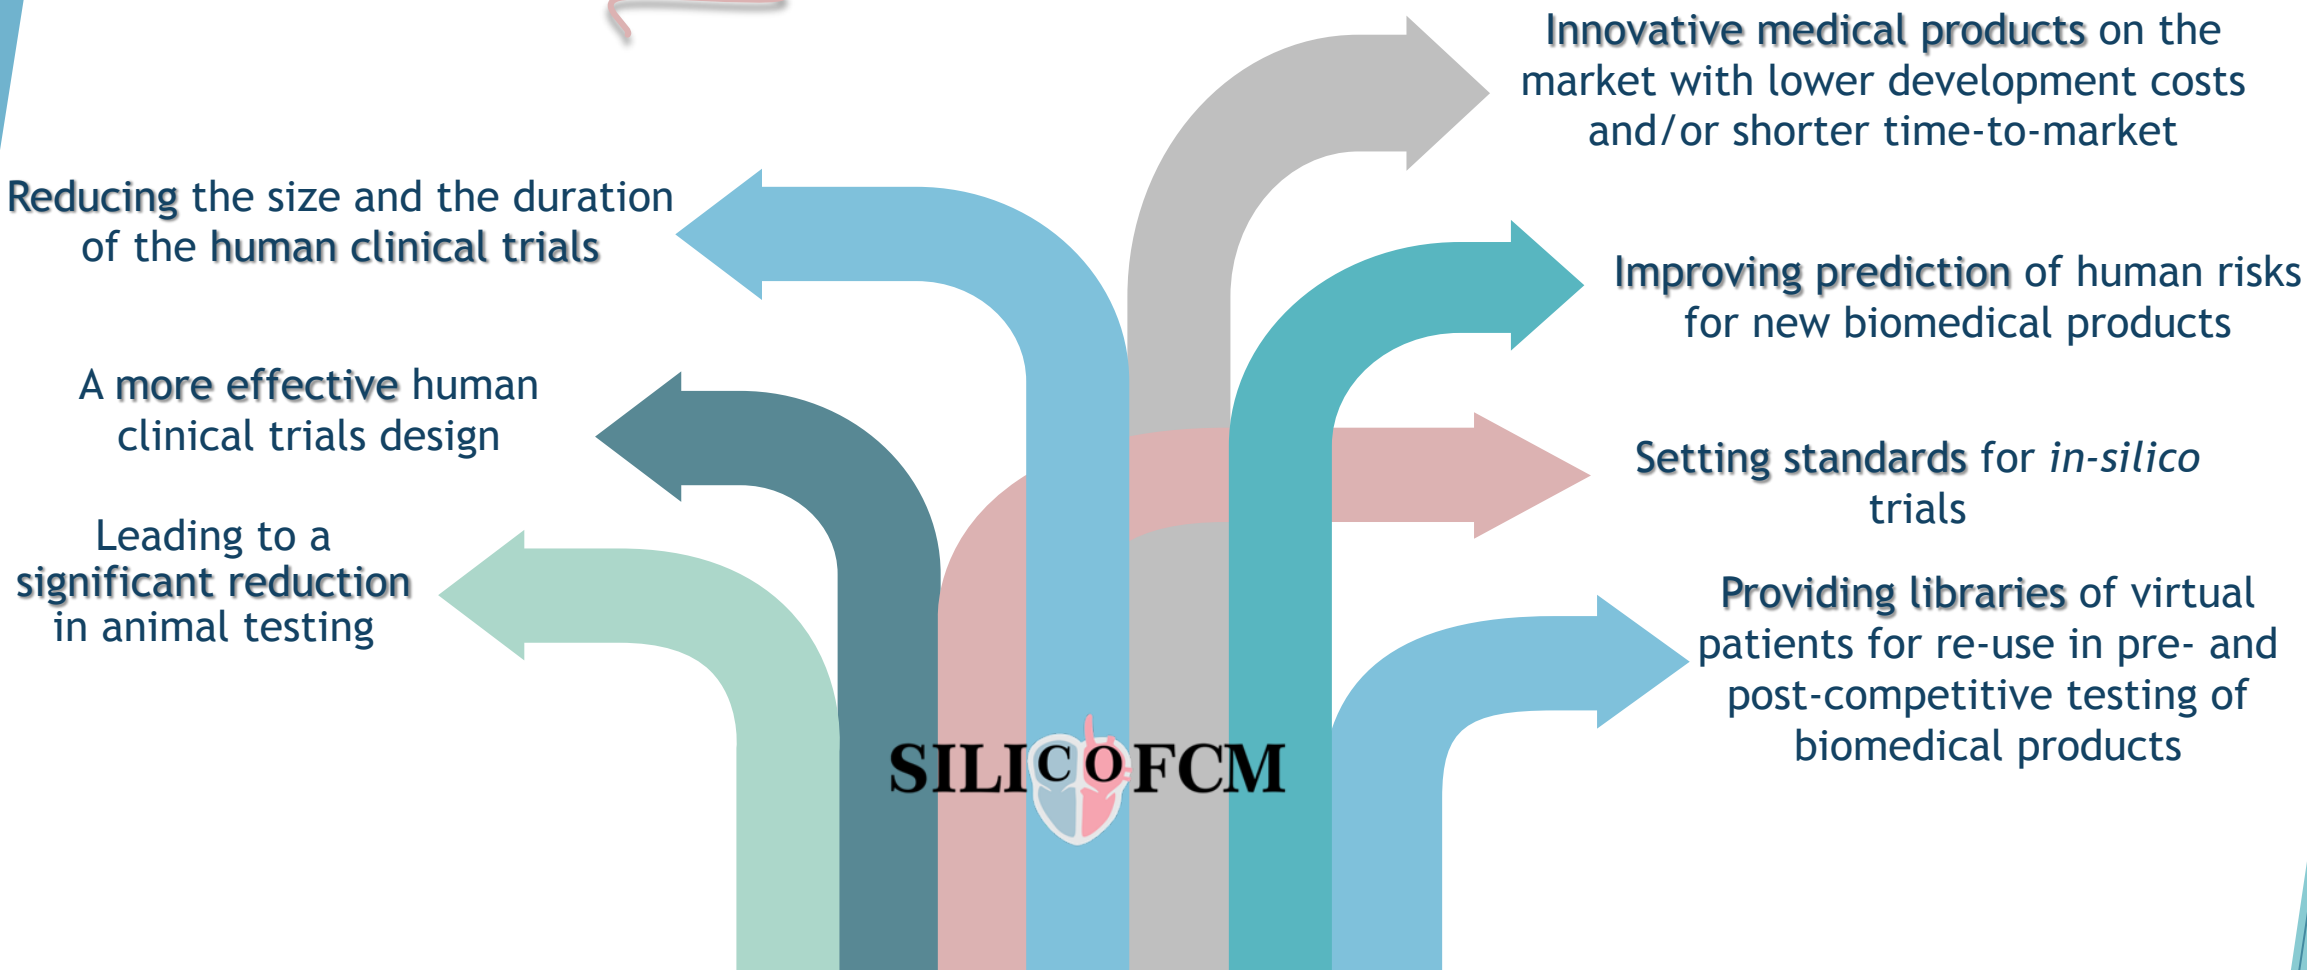 Innovative medical products on the
market with lower development costs
and/or shorter time-to-market
Reducing the size and the duration
of the human clinical trials
Improving prediction of human risks
for new biomedical products
A more effective human
clinical trials design
Setting standards for in-silico
trials
Leading to a
significant reduction
in animal testing
Providing libraries of virtual
patients for re-use in pre- and
post-competitive testing of
biomedical products
SILICOFCM